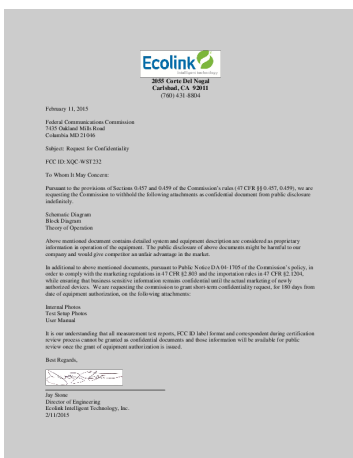 Ecolink
intelligent technology
2055 Corte Del Nogal
Carlsbad, CA 92011
(760) 431-8804
February 11, 2015
Federal Communications Commission
7435 Oakland Mills Road
Columbia MD 21046
Subject: Request for Confidentiality
FCC ID: XQC-WST232
To Whom It May Concern:
Pursuant to the provisions of Sections 0.457 and 0.459 of the Commission's rules (47 CFR §§ 0.457, 0.459), we are
requesting the Commission to withhold the following attachments as confidential document from public disclosure
indefinitely.
Schematic Diagram
Block Diagram
Theory of Operation
Above mentioned document contains detailed system and equipment description are considered as proprietary
information in operation of the equipment. The public disclosure of above documents might be harmful to our
company and would give competitor an unfair advantage in the market.
In additional to above mentioned documents, pursuant to Public Notice DA 04-1705 of the Commission's policy, in
order to comply with the marketing regulations in 47 CFR §2.803 and the importation rules in 47 CFR §2.1204,
while ensuring that business sensitive information remains confidential until the actual marketing of newly
authorized devices. We are requesting the commission to grant short-term confidentiality request, for 180 days from
date of equipment authorization, on the following attachments:
Internal Photos
Test Setup Photos
User Manual
It is our understanding that all measurement test reports, FCC ID label format and correspondent during certification
review process cannot be granted as confidential documents and those information will be available for public
review once the grant of equipment authorization is issued.
Best Regards,
Jay Stone
Director of Engineering
Ecolink Intelligent Technology, Inc.
2/11/2015